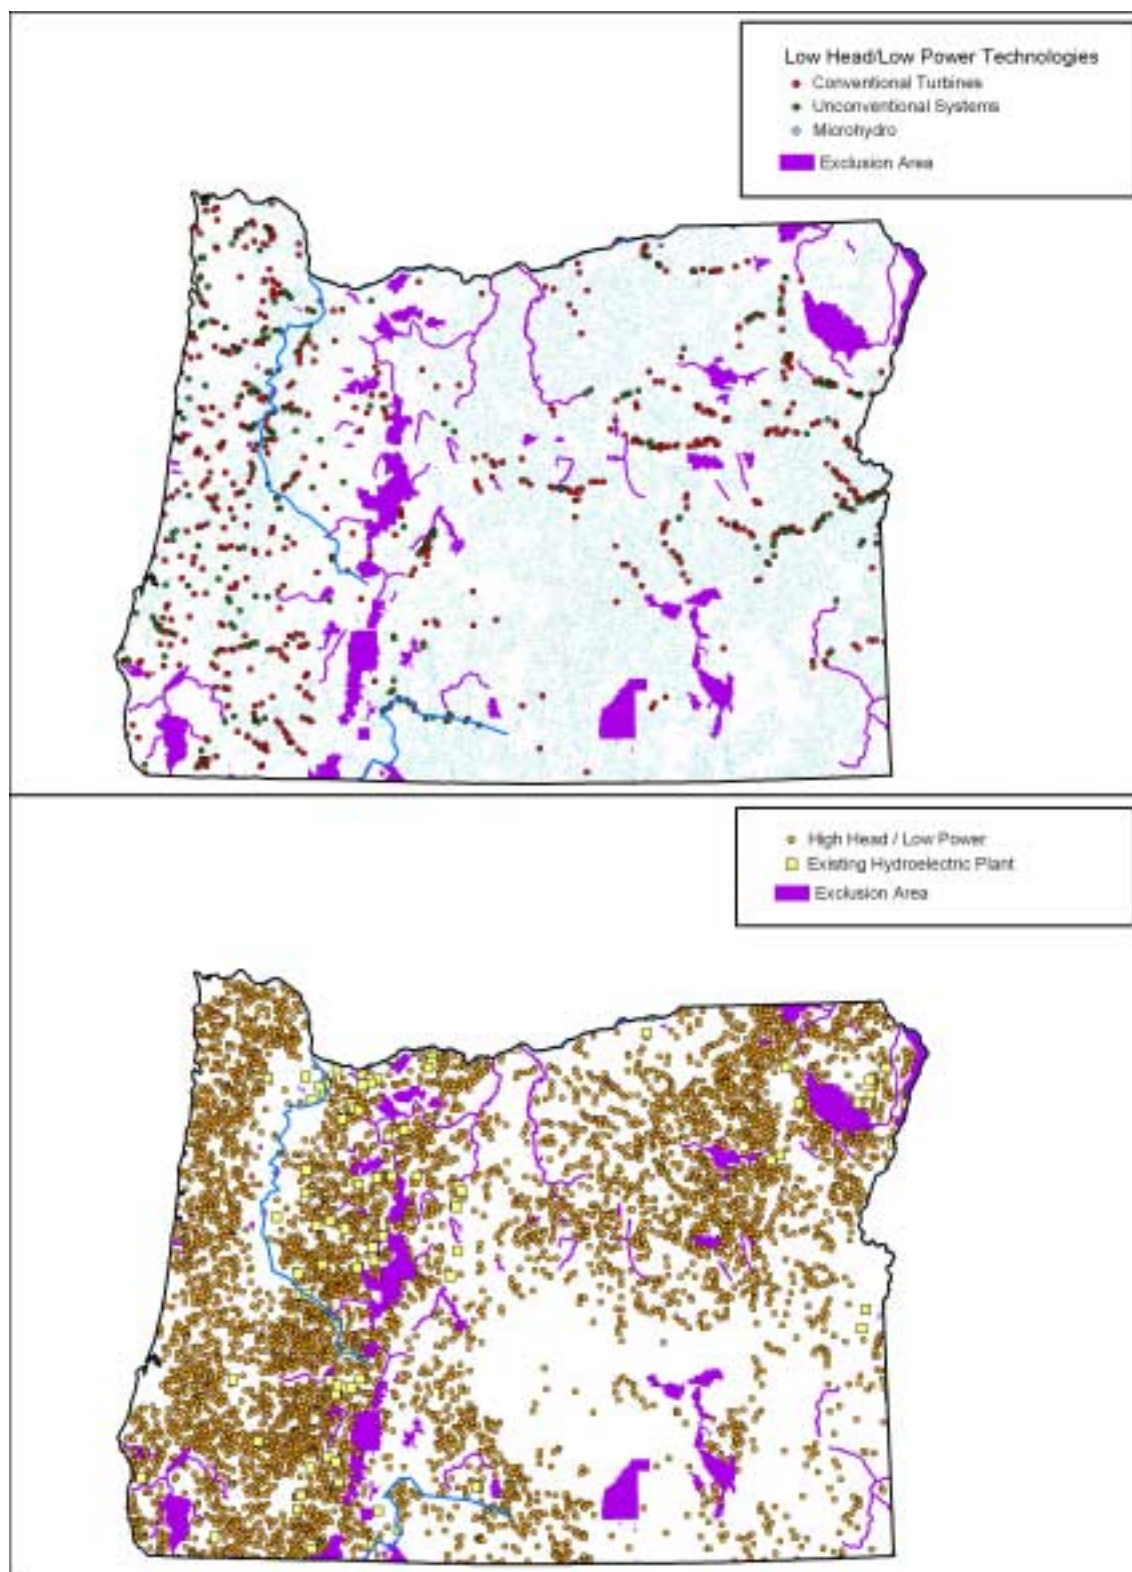 Low Head/Low Power Technologies
Conventional Turbines
Unconventional Systems
Microhydro
Exclusion Area
High Head / Low Power
Existing Hydroelectric Plant
Exclusion Area